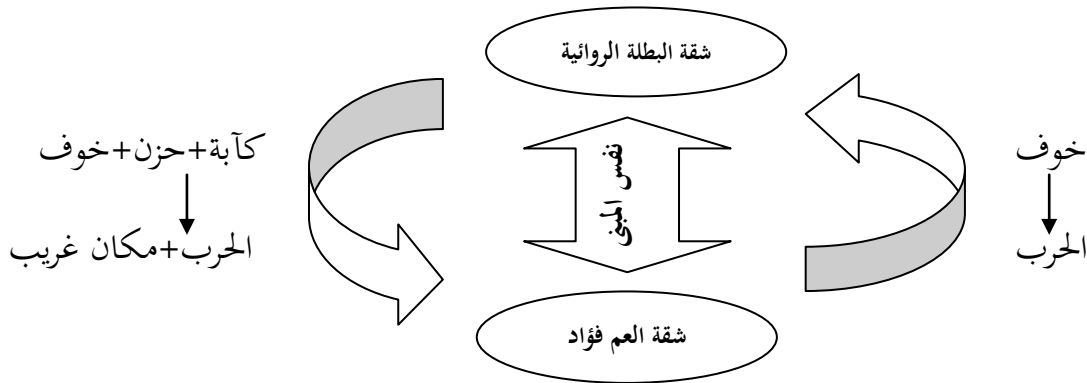 شقة البطلة الروائية
خوف
الحرب
نفس المبنى
كآبة+حزن+خوف
الحرب+مكان غريب
شقة العم فؤاد